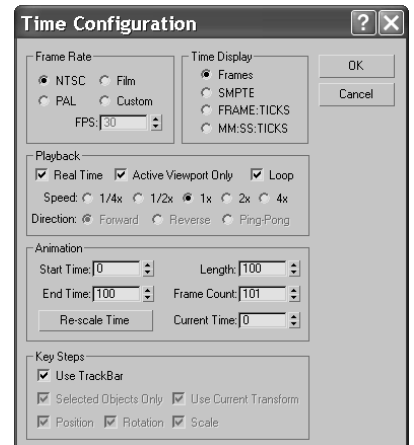 Time Configuration
Frame Rate
NTSC Film
PAL Custom
FPS: 30
Time Display
Frames
SMPTE
FRAME:TICKS
MM:SS:TICKS
OK
Cancel
Playback
Real Time Active Viewport Only Loop
Speed: 1/4x 1/2x 1x 2x 4x
Direction: Forward Reverse Ping-Pong
Animation
Start Time: 0 Length: 100
End Time: 100 Frame Count: 101
Re-scale Time Current Time: 0
Key Steps
Use TrackBar
Selected Objects Only Use Current Transform
Position Rotation Scale